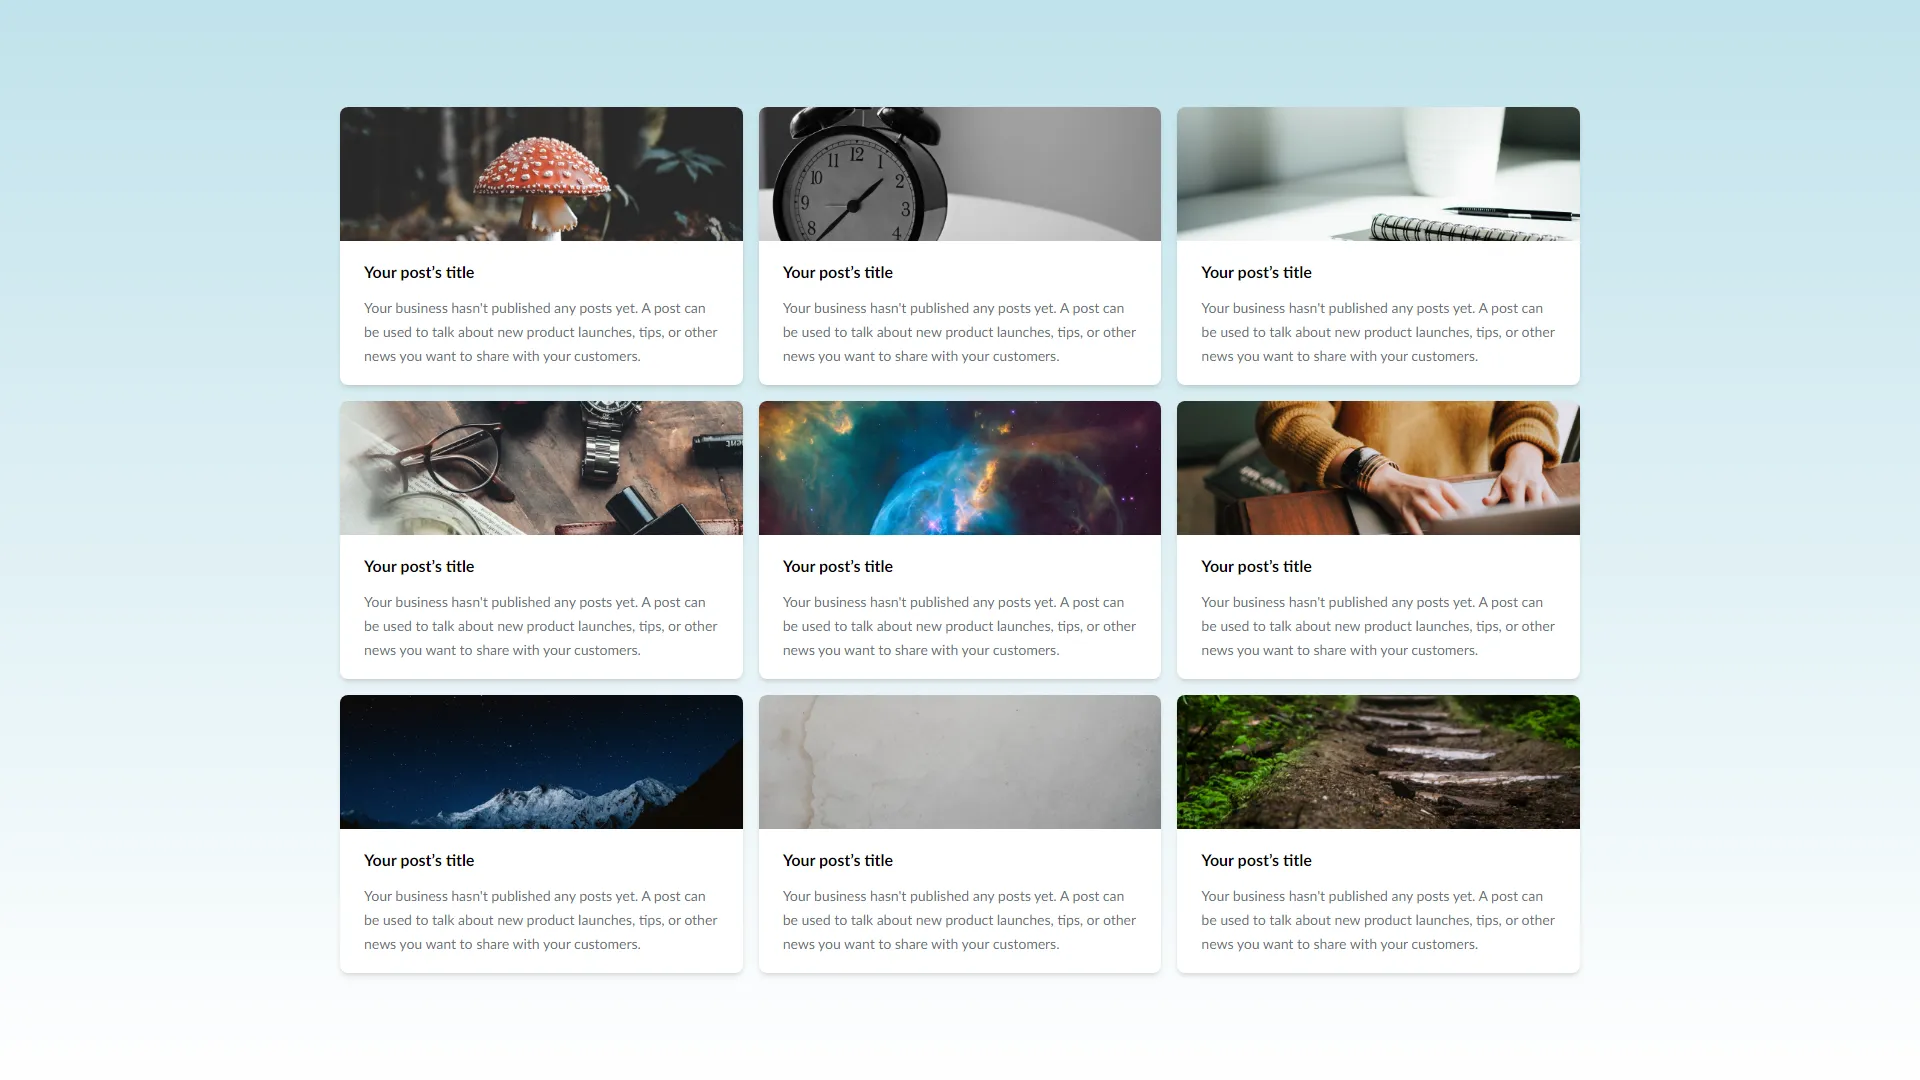 11 12 1
10 2
9 3
8 4
Your post’s title
Your business hasn't published any posts yet. A post can
be used to talk about new product launches, tips, or other
news you want to share with your customers.
Your post’s title
Your business hasn't published any posts yet. A post can
be used to talk about new product launches, tips, or other
news you want to share with your customers.
Your post’s title
Your business hasn't published any posts yet. A post can
be used to talk about new product launches, tips, or other
news you want to share with your customers.
Your post’s title
Your business hasn't published any posts yet. A post can
be used to talk about new product launches, tips, or other
news you want to share with your customers.
Your post’s title
Your business hasn't published any posts yet. A post can
be used to talk about new product launches, tips, or other
news you want to share with your customers.
Your post’s title
Your business hasn't published any posts yet. A post can
be used to talk about new product launches, tips, or other
news you want to share with your customers.
Your post’s title
Your business hasn't published any posts yet. A post can
be used to talk about new product launches, tips, or other
news you want to share with your customers.
Your post’s title
Your business hasn't published any posts yet. A post can
be used to talk about new product launches, tips, or other
news you want to share with your customers.
Your post’s title
Your business hasn't published any posts yet. A post can
be used to talk about new product launches, tips, or other
news you want to share with your customers.